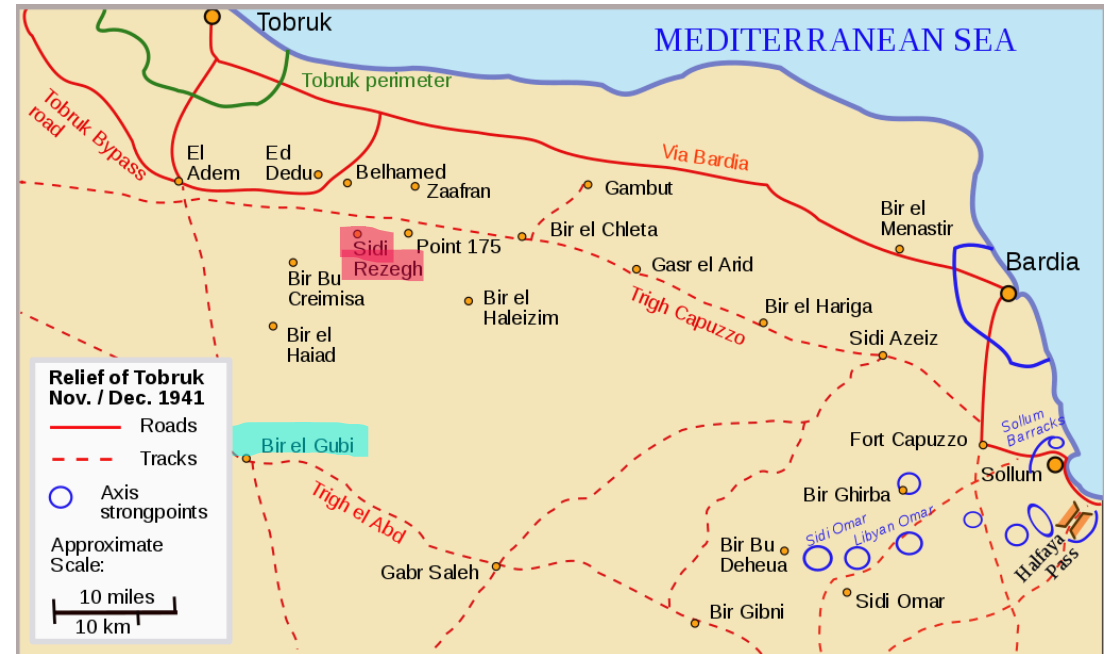 Tobruk
MEDITERRANEAN SEA
Tobruk perimeter
Tobruk Bypass
road
El
Adem
Ed
Dedu
Belhamed
Zaafran
Via Bardia
Gambut
Bir el
Menastir
Bardia
Sidi
Rezegh
Point 175
Bir el Chleta
Gasr el Arid
Bir Bu
Creimisa
Bir el
Haleizim
Trigh Capuzzo
Bir el Hariga
Bir el
Haiad
Sidi Azeiz
Relief of Tobruk
Nov. / Dec. 1941
Roads
Tracks
Axis
strongpoints
Approximate
Scale:
10 miles
10 km
Bir el Gubi
Trigh el Abd
Gabr Saleh
Fort Capuzzo
Sollum
Barracks
Sollum
Bir Ghirba
Sidi Omar
Libyan Omar
Halfaya
Pass
Bir Bu
Deheua
Sidi Omar
Bir Gibni